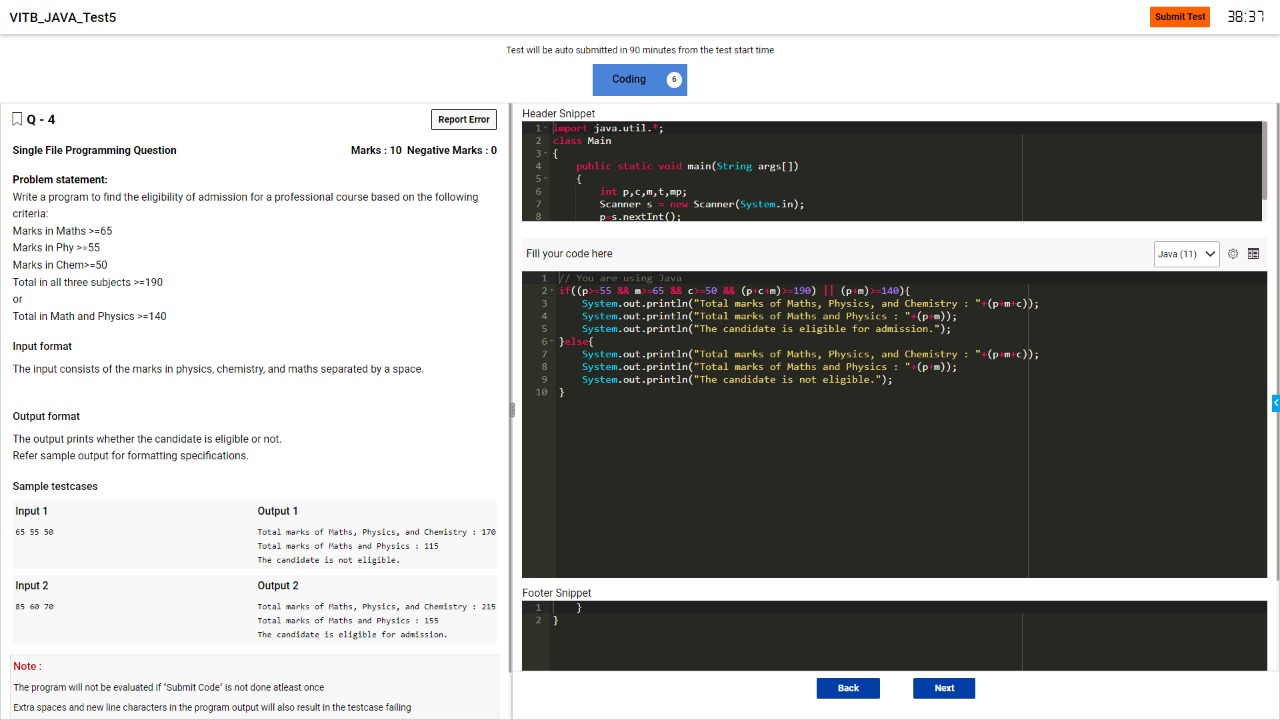 VITB_JAVA_Test5
Submit Test
38:37
Test will be auto submitted in 90 minutes from the test start time
Coding 6
Q - 4
Report Error
Single File Programming Question
Marks : 10 Negative Marks : 0
Problem statement:
Write a program to find the eligibility of admission for a professional course based on the following
criteria:
Marks in Maths >=65
Marks in Phy >=55
Marks in Chem>=50
Total in all three subjects >=190
or
Total in Math and Physics >=140
Input format
The input consists of the marks in physics, chemistry, and maths separated by a space.
Output format
The output prints whether the candidate is eligible or not.
Refer sample output for formatting specifications.
Sample testcases
Input 1
Output 1
65 55 50
Total marks of Maths, Physics, and Chemistry : 170
Total marks of Maths and Physics : 115
The candidate is not eligible.
Input 2
Output 2
85 60 70
Total marks of Maths, Physics, and Chemistry : 215
Total marks of Maths and Physics : 155
The candidate is eligible for admission.
Note :
The program will not be evaluated if "Submit Code" is not done atleast once
Extra spaces and new line characters in the program output will also result in the testcase failing
Header Snippet
1 import java.util.*;
2 class Main
3 {
4 public static void main(String args[])
5 {
6 int p,c,m,t,mp;
7 Scanner s = new Scanner(System.in);
8 p=s.nextInt();
Fill your code here
Java (11)
1 // You are using Java
2 if((p>=55 && m>=65 && c>=50 && (p+c+m)>=190) || (p+m)>=140){
3 System.out.println("Total marks of Maths, Physics, and Chemistry : "+(p+m+c));
4 System.out.println("Total marks of Maths and Physics : "+(p+m));
5 System.out.println("The candidate is eligible for admission.");
6 }else{
7 System.out.println("Total marks of Maths, Physics, and Chemistry : "+(p+m+c));
8 System.out.println("Total marks of Maths and Physics : "+(p+m));
9 System.out.println("The candidate is not eligible.");
10 }
Footer Snippet
1 }
2 }
Back
Next